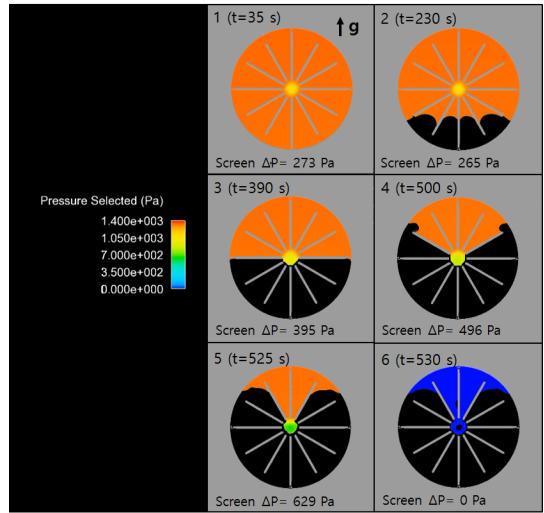 1 (t=35 s)
g
Screen ΔP= 273 Pa
2 (t=230 s)
Screen ΔP= 265 Pa
Pressure Selected (Pa)
1.400e+003
1.050e+003
7.000e+002
3.500e+002
0.000e+000
3 (t=390 s)
Screen ΔP= 395 Pa
4 (t=500 s)
Screen ΔP= 496 Pa
5 (t=525 s)
Screen ΔP= 629 Pa
6 (t=530 s)
Screen ΔP= 0 Pa